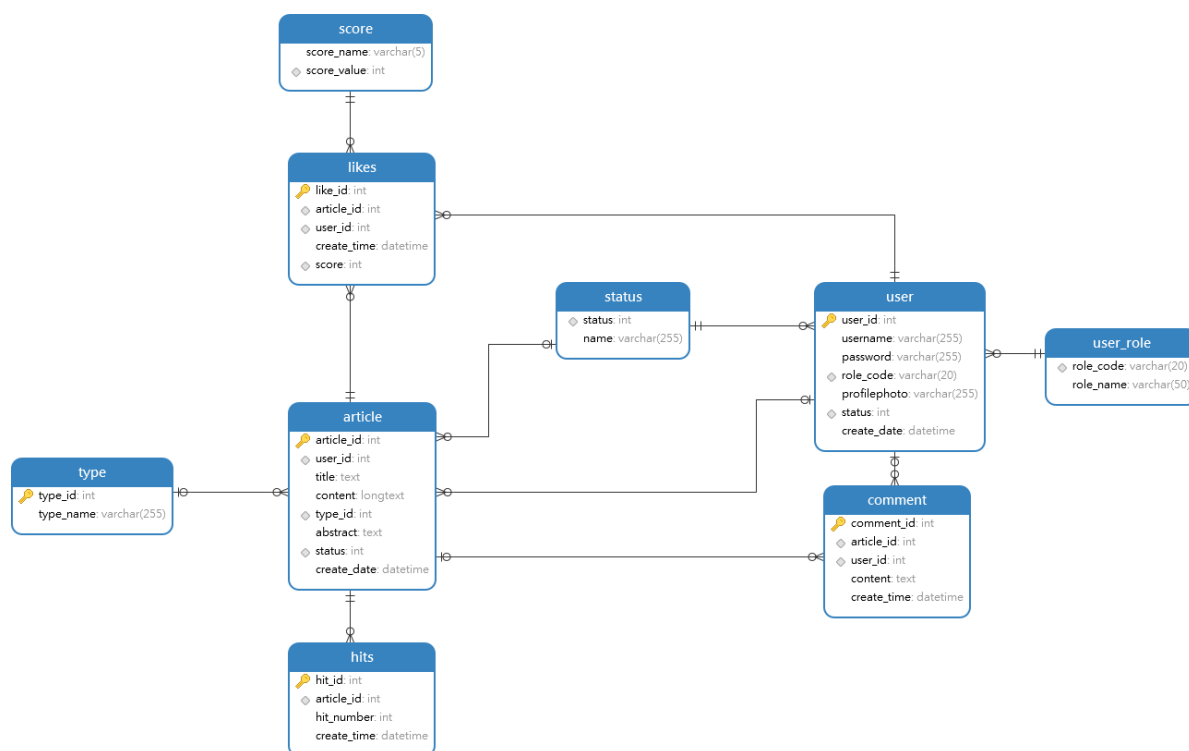 score
score_name: varchar(5)
score_value: int
likes
like_id: int
article_id: int
user_id: int
create_time: datetime
score: int
status
status: int
name: varchar(255)
user
user_id: int
username: varchar(255)
password: varchar(255)
role_code: varchar(20)
profilephoto: varchar(255)
status: int
create_date: datetime
user_role
role_code: varchar(20)
role_name: varchar(50)
article
article_id: int
user_id: int
title: text
content: longtext
type_id: int
abstract: text
status: int
create_date: datetime
type
type_id: int
type_name: varchar(255)
comment
comment_id: int
article_id: int
user_id: int
content: text
create_time: datetime
hits
hit_id: int
article_id: int
hit_number: int
create_time: datetime